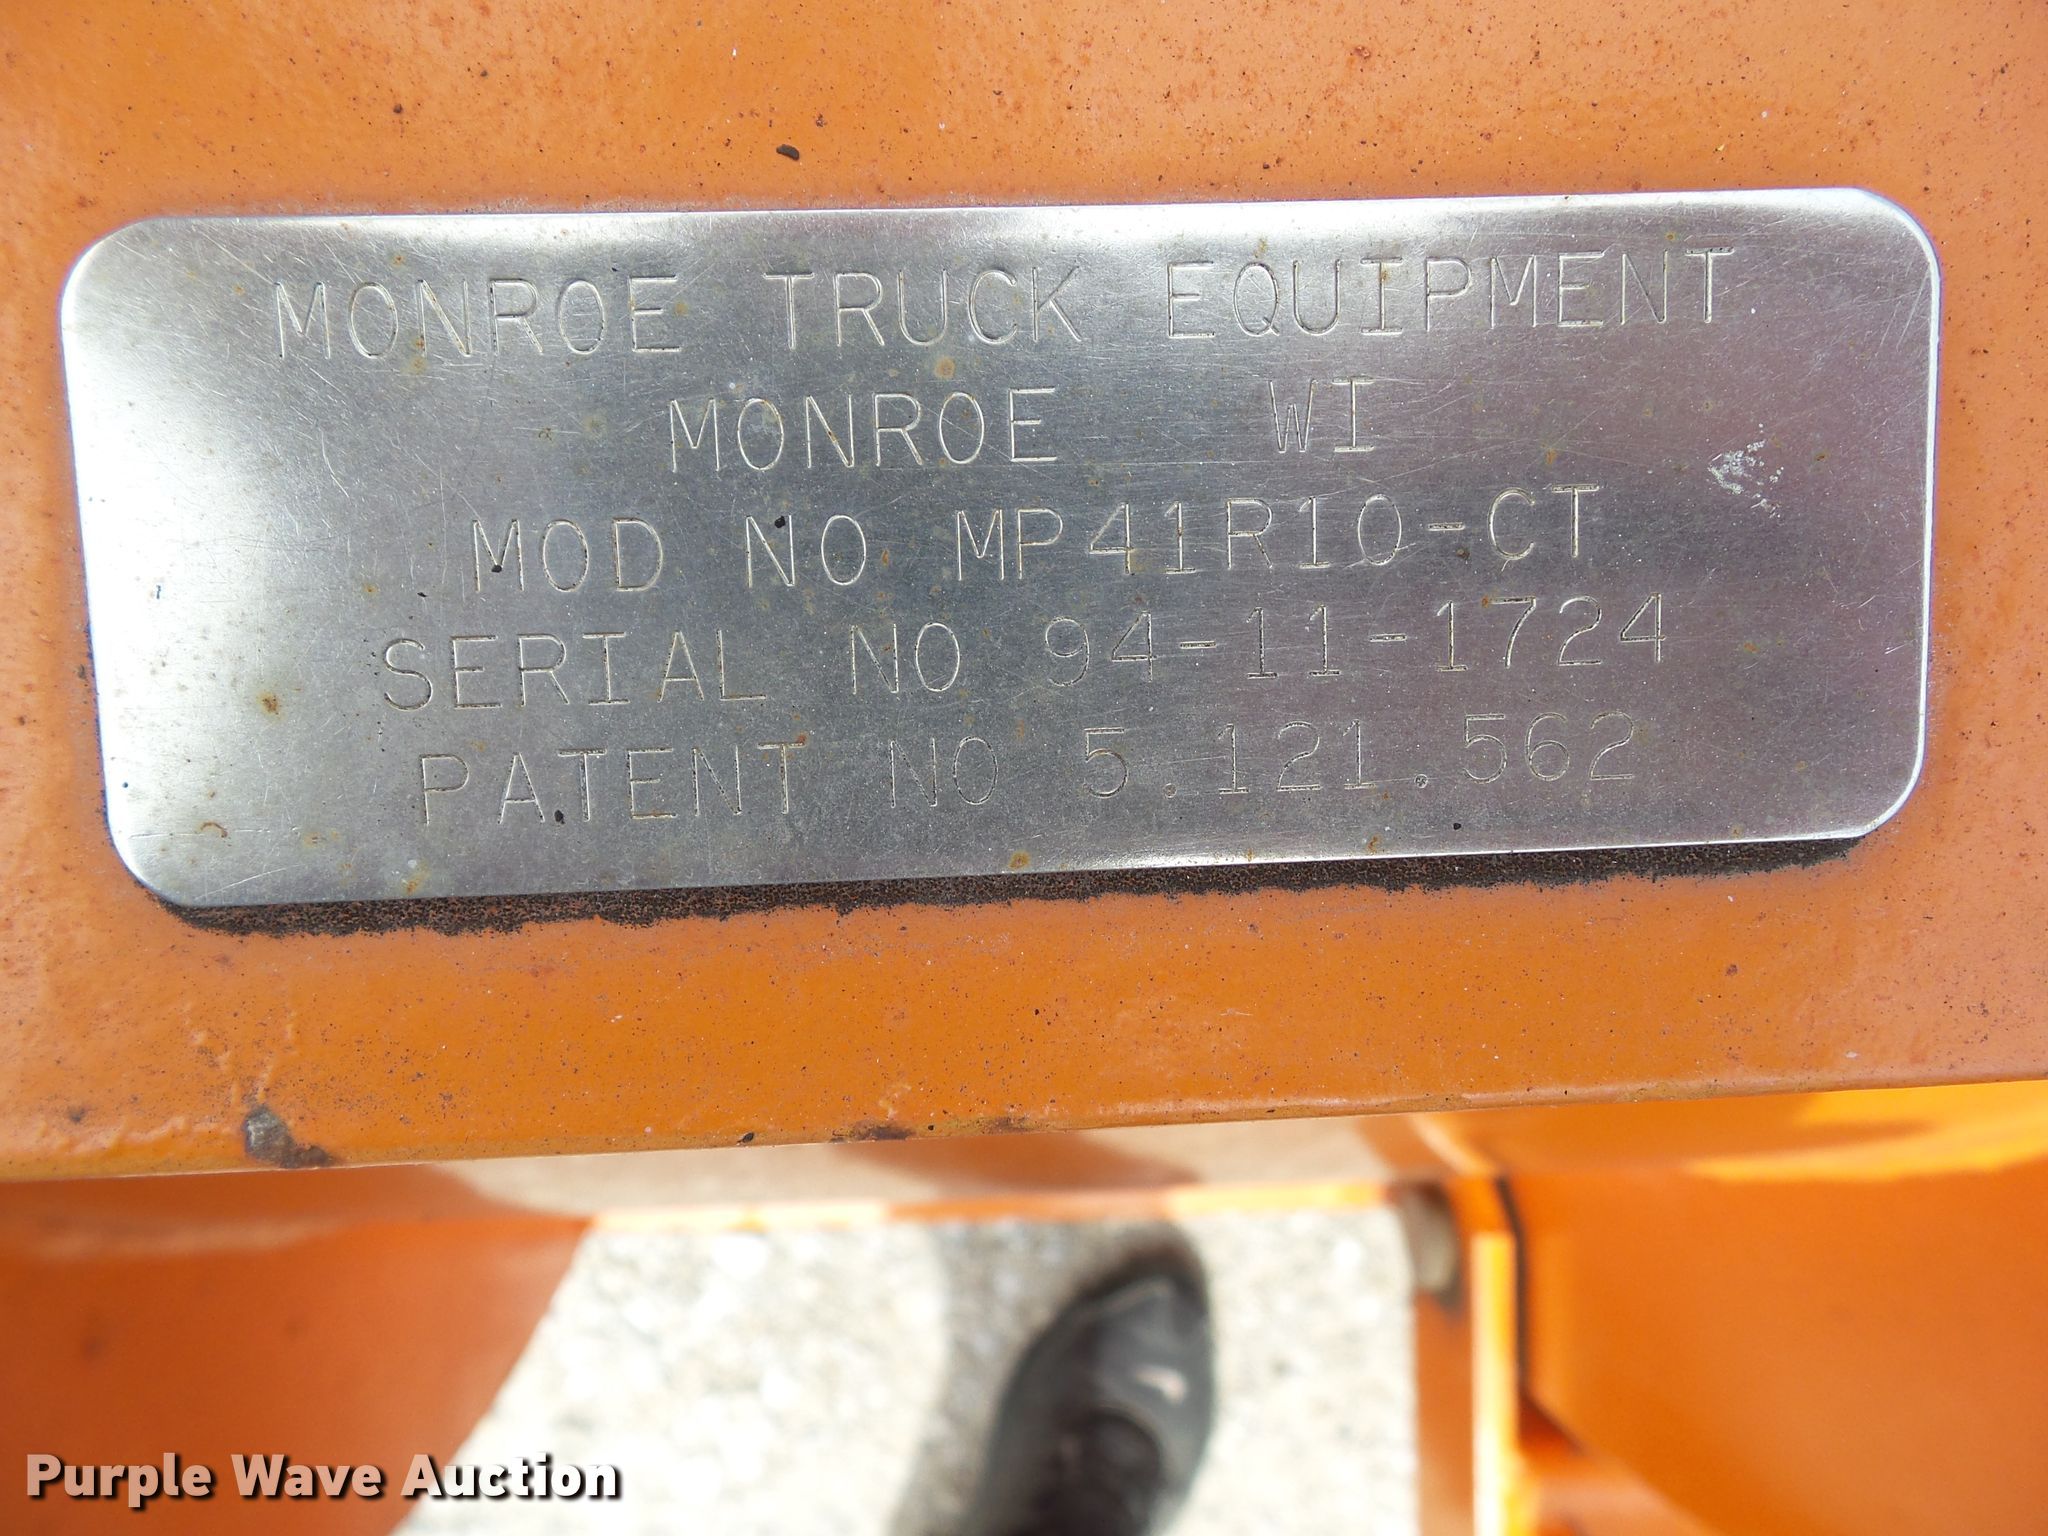 MONROE TRUCK EQUIPMENT
MONROE WI
MOD NO MP41R10-CT
SERIAL NO 94-11-1724
PATENT NO 5.121.562
Purple Wave Auction